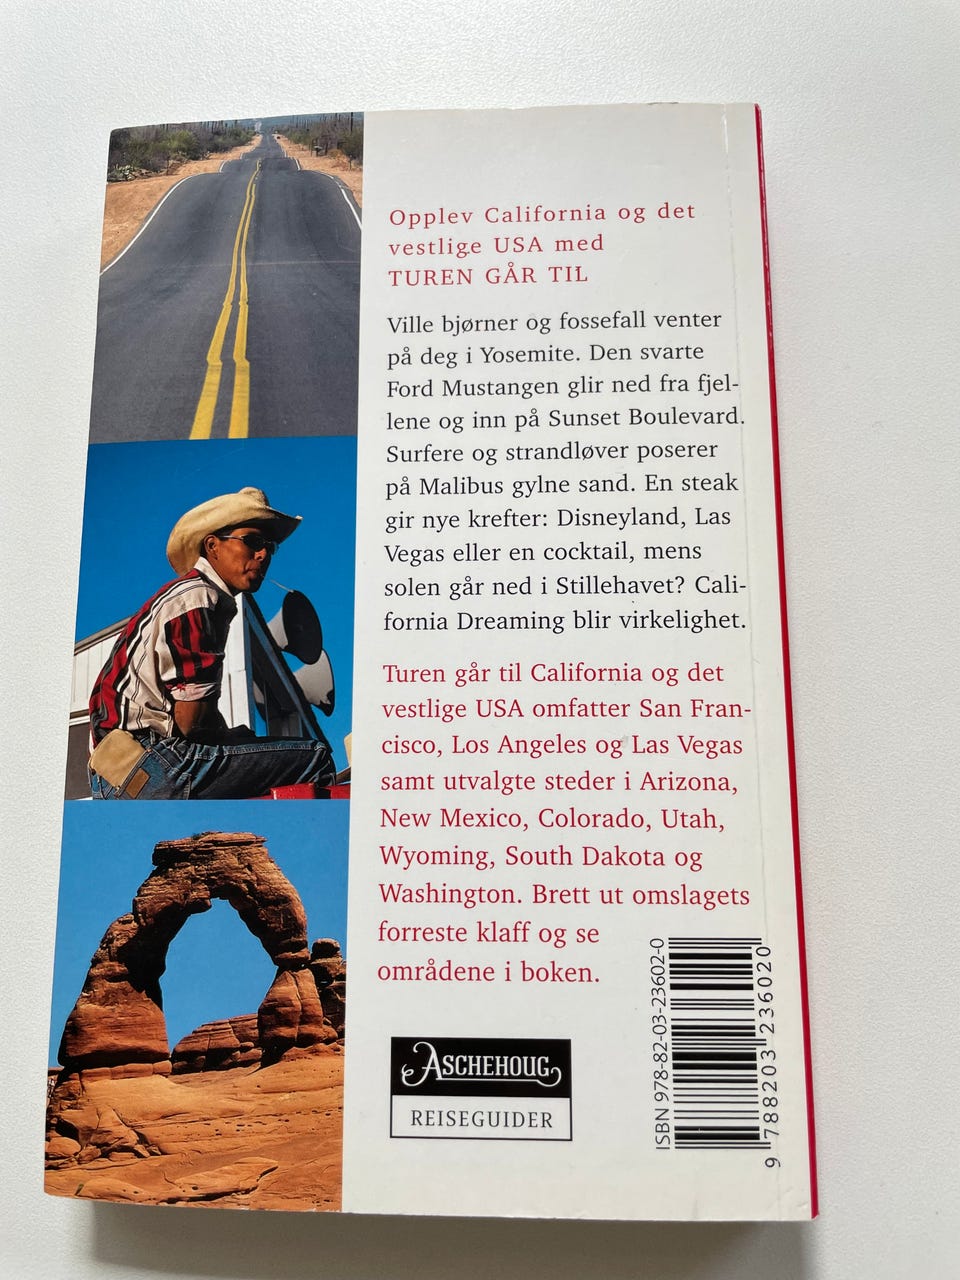 Opplev California og det
vestlige USA med
TUREN GÅR TIL
Ville bjørner og fossefall venter
på deg i Yosemite. Den svarte
Ford Mustangen glir ned fra fjel-
lene og inn på Sunset Boulevard.
Surfere og strandløver poserer
på Malibus gylne sand. En steak
gir nye krefter: Disneyland, Las
Vegas eller en cocktail, mens
solen går ned i Stillehavet? Cali-
fornia Dreaming blir virkelighet.
Turen går til California og det
vestlige USA omfatter San Fran-
cisco, Los Angeles og Las Vegas
samt utvalgte steder i Arizona,
New Mexico, Colorado, Utah,
Wyoming, South Dakota og
Washington. Brett ut omslagets
forreste klaff og se
områdene i boken.
ASCHEHOUG
REISEGUIDER
ISBN 978-82-03-23602-0
9 788203 236020